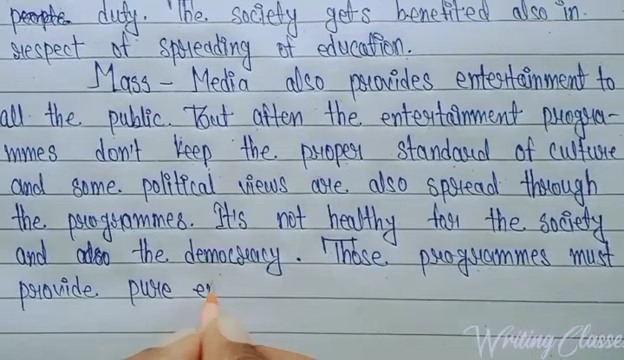 people duty. The society gets benefited also in
respect of spreading of education.
Mass - Media also provides entertainment to
all the public. But often the entertainment progra-
mmes don't keep the proper standard of culture
and some political views are also spread through
the programmes. It's not healthy for the society
and also the democracy. Those programmes must
provide pure en
Writing Classe